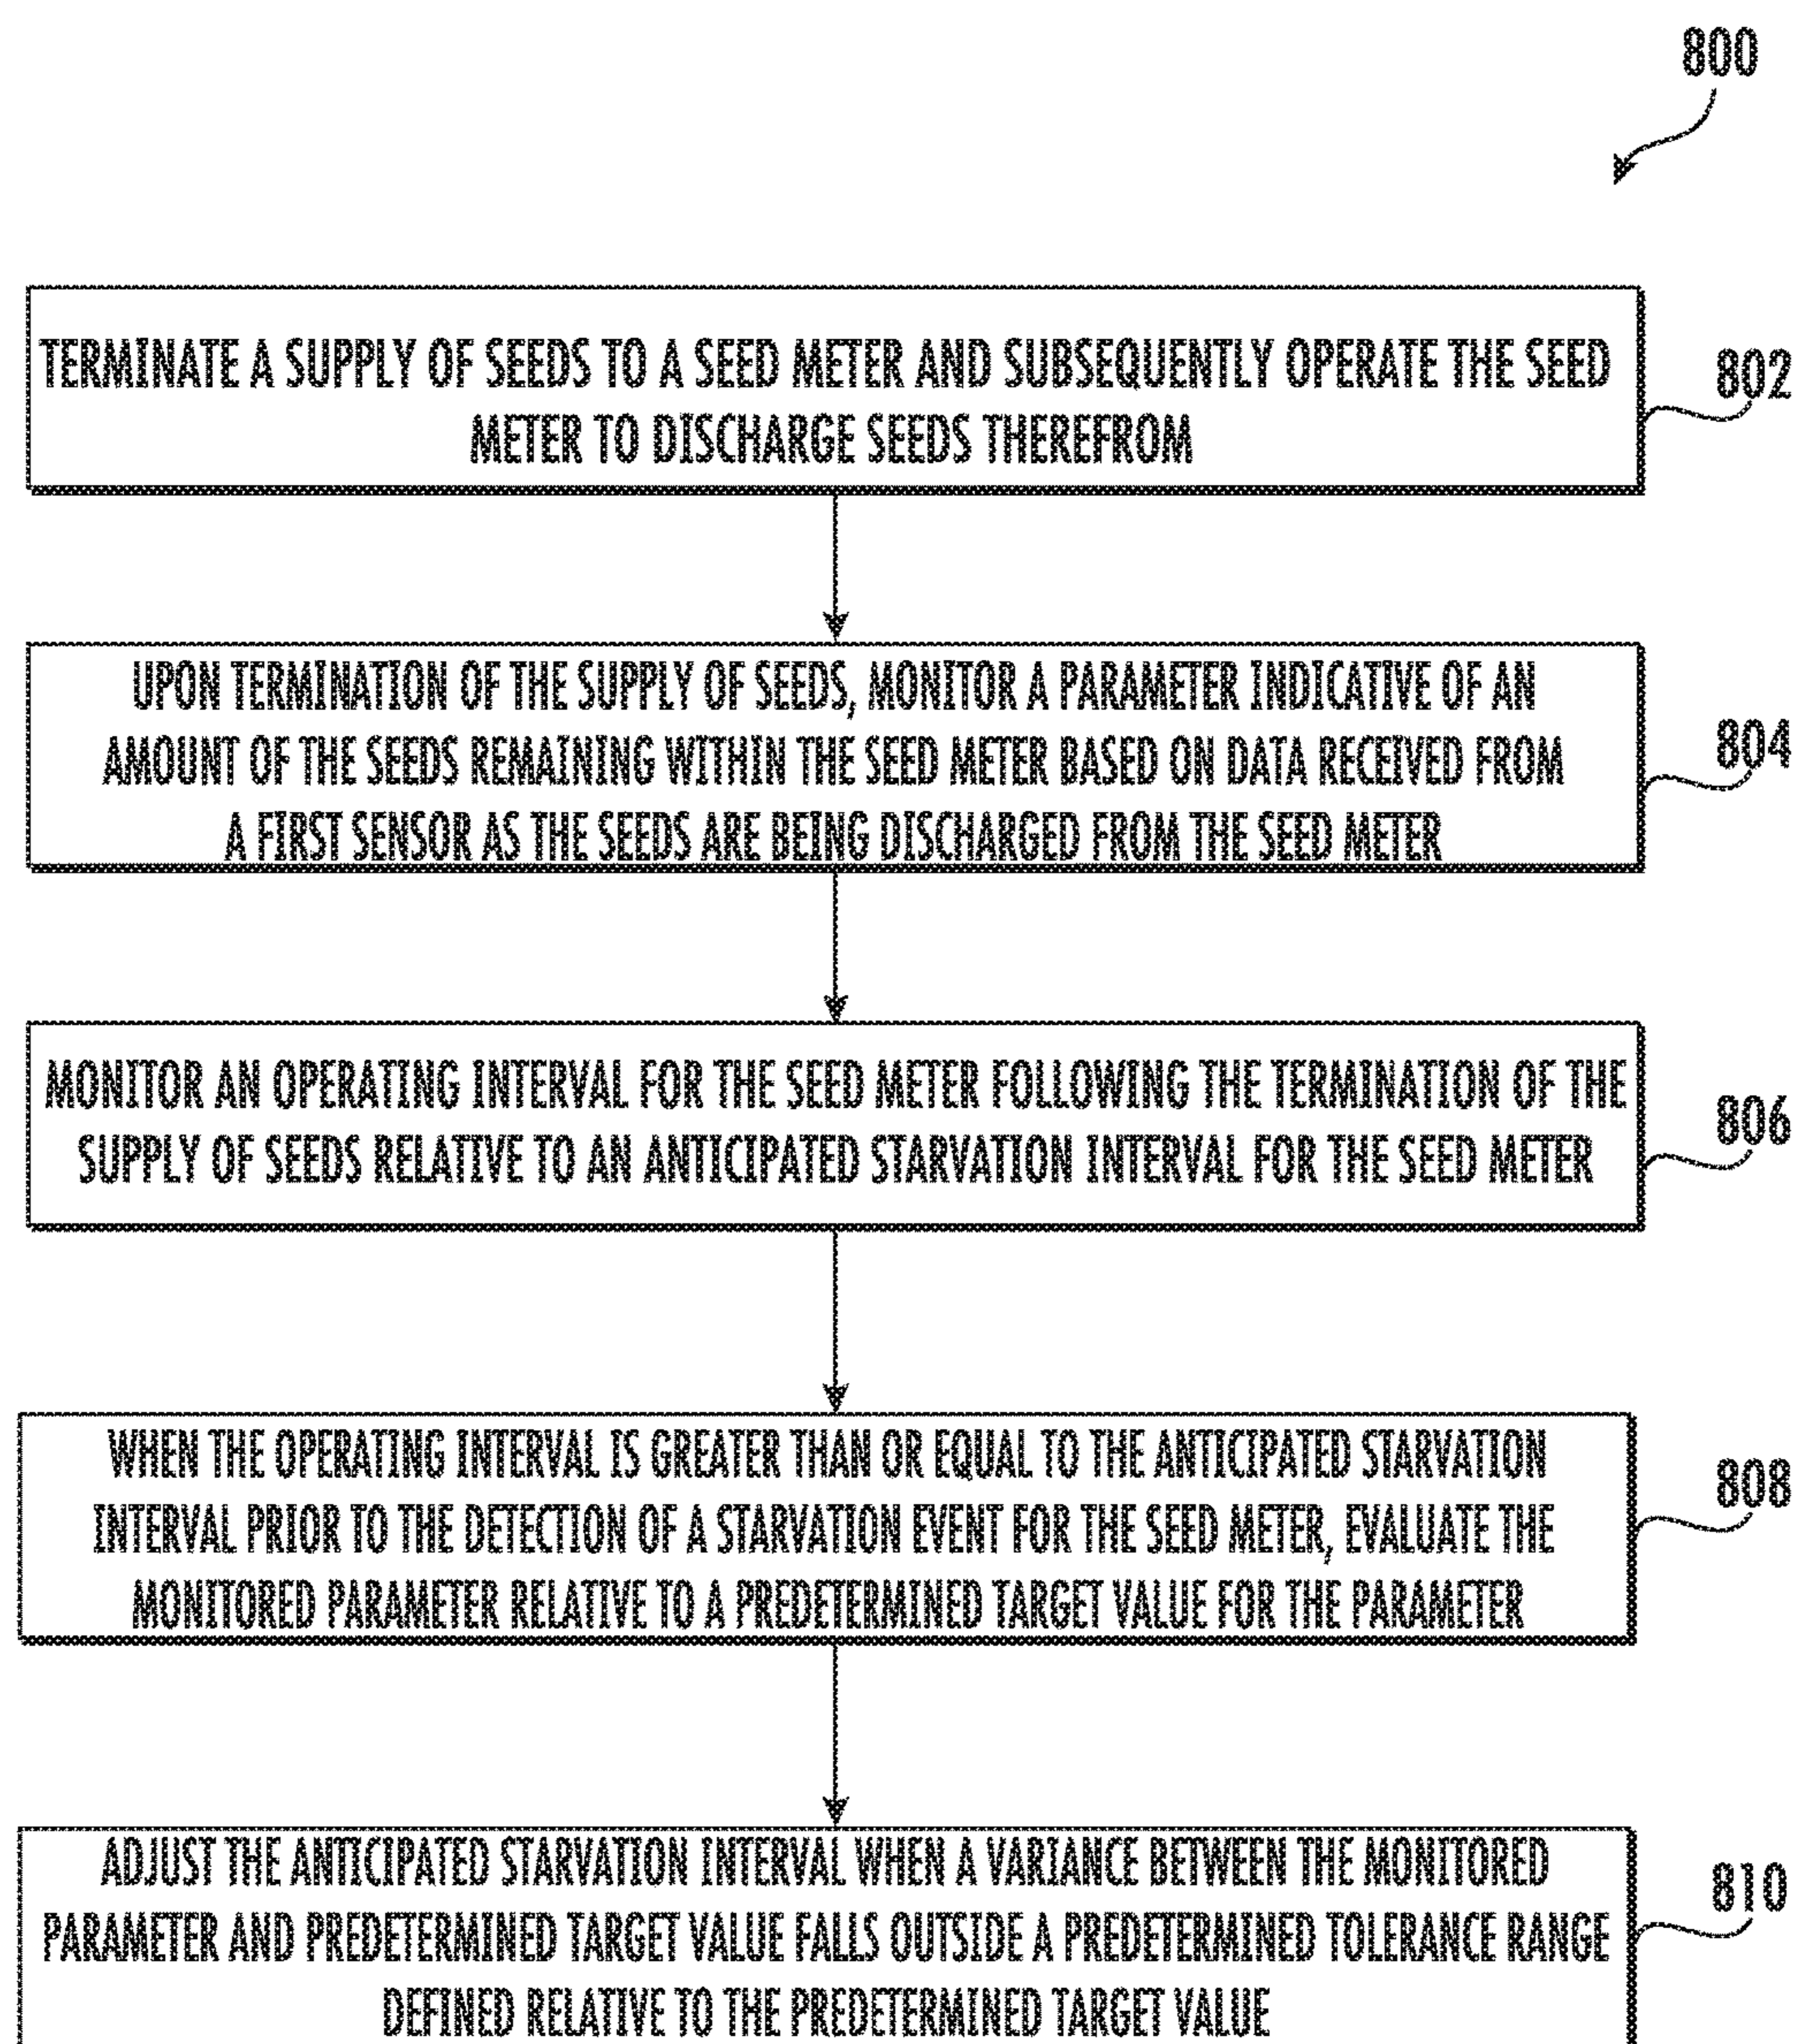 800
TERMINATE A SUPPLY OF SEEDS TO A SEED METER AND SUBSEQUENTLY OPERATE THE SEED
METER TO DISCHARGE SEEDS THEREFROM
802
UPON TERMINATION OF THE SUPPLY OF SEEDS, MONITOR A PARAMETER INDICATIVE OF AN
AMOUNT OF THE SEEDS REMAINING WITHIN THE SEED METER BASED ON DATA RECEIVED FROM
A FIRST SENSOR AS THE SEEDS ARE BEING DISCHARGED FROM THE SEED METER
804
MONITOR AN OPERATING INTERVAL FOR THE SEED METER FOLLOWING THE TERMINATION OF THE
SUPPLY OF SEEDS RELATIVE TO AN ANTICIPATED STARVATION INTERVAL FOR THE SEED METER
806
WHEN THE OPERATING INTERVAL IS GREATER THAN OR EQUAL TO THE ANTICIPATED STARVATION
INTERVAL PRIOR TO THE DETECTION OF A STARVATION EVENT FOR THE SEED METER, EVALUATE THE
MONITORED PARAMETER RELATIVE TO A PREDETERMINED TARGET VALUE FOR THE PARAMETER
808
ADJUST THE ANTICIPATED STARVATION INTERVAL WHEN A VARIANCE BETWEEN THE MONITORED
PARAMETER AND PREDETERMINED TARGET VALUE FALLS OUTSIDE A PREDETERMINED TOLERANCE RANGE
DEFINED RELATIVE TO THE PREDETERMINED TARGET VALUE
810